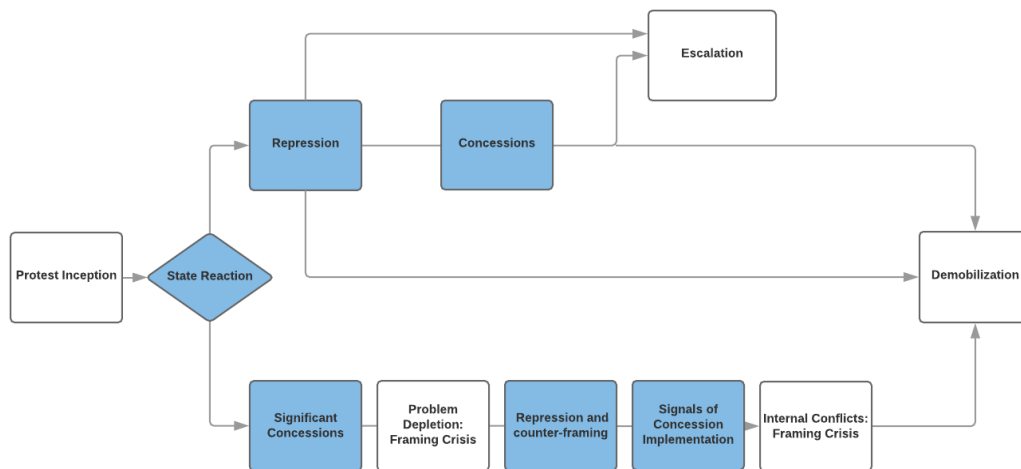 Escalation
Repression
Concessions
Protest Inception
State Reaction
Demobilization
Significant
Concessions
Problem
Depletion:
Framing Crisis
Repression and
counter-framing
Signals of
Concession
Implementation
Internal Conflicts:
Framing Crisis